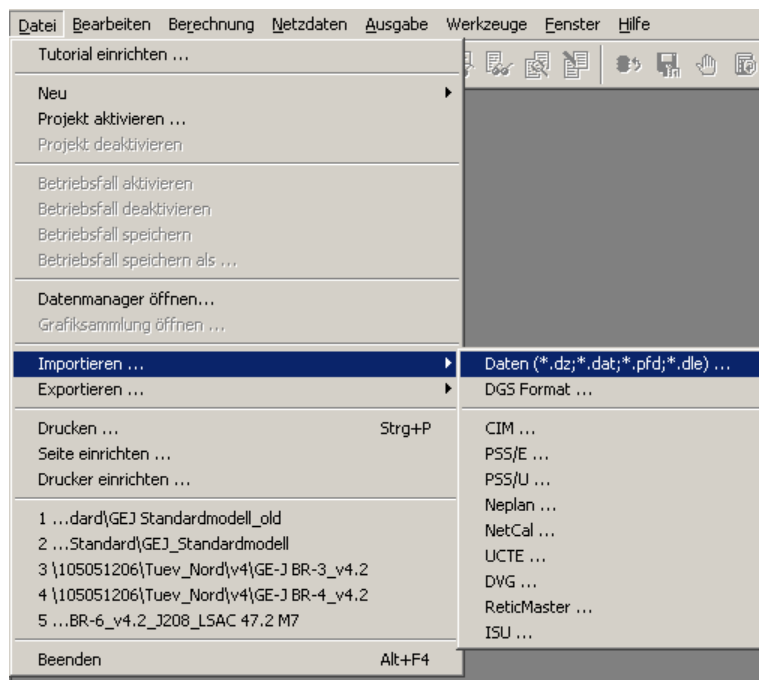 Datei Bearbeiten Berechnung Netzdaten Ausgabe Werkzeuge Fenster Hilfe
Tutorial einrichten ...
Neu
Projekt aktivieren ...
Projekt deaktivieren
Betriebsfall aktivieren
Betriebsfall deaktivieren
Betriebsfall speichern
Betriebsfall speichern als ...
Datenmanager öffnen...
Grafiksammlung öffnen ...
Importieren ...
Exportieren ...
Drucken ... Strg+P
Seite einrichten ...
Drucker einrichten ...
1 ...dard\GEJ Standardmodell_old
2 ...Standard\GEJ_Standardmodell
3 \105051206\Tuev_Nord\v4\GE-J BR-3_v4.2
4 \105051206\Tuev_Nord\v4\GE-J BR-4_v4.2
5 ...BR-6_v4.2_J208_LSAC 47.2 M7
Beenden Alt+F4
Daten (*.dz;*.dat;*.pfd;*.dle) ...
DGS Format ...
CIM ...
PSS/E ...
PSS/U ...
Neplan ...
NetCal ...
UCTE ...
DVG ...
ReticMaster ...
ISU ...